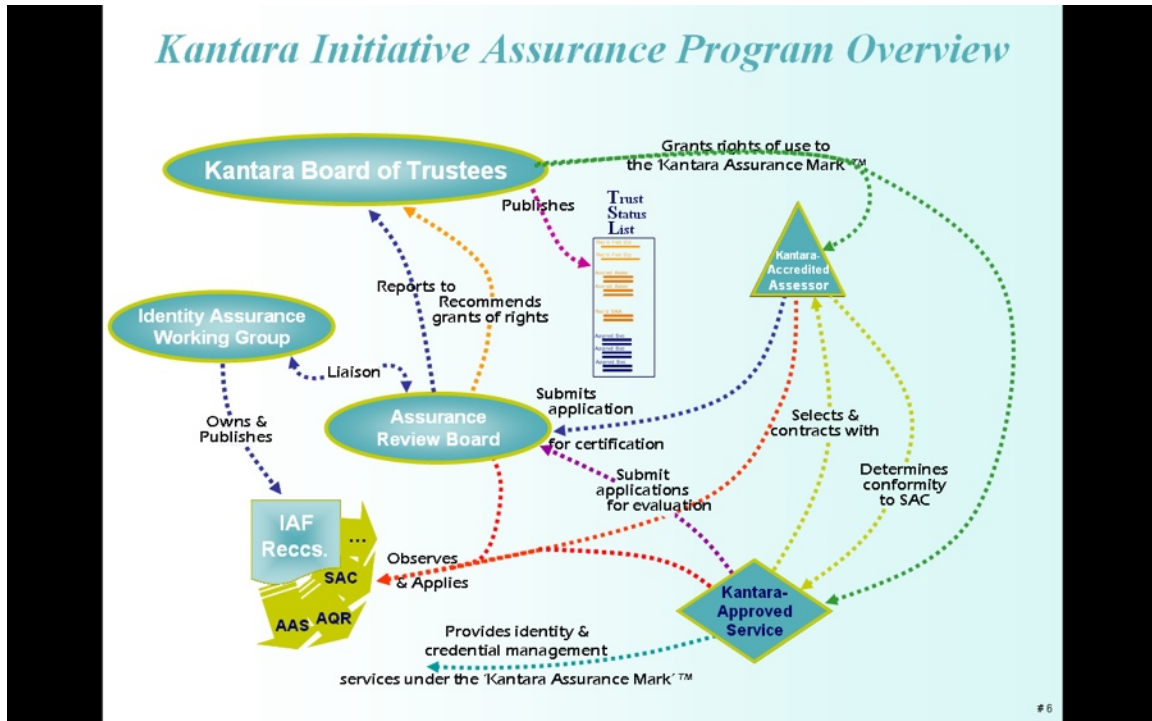 Kantara Initiative Assurance Program Overview
Kantara Board of Trustees
Grants rights of use to
the ‘Kantara Assurance Mark’™
Publishes
Trust
Status
List
Kantara-
Accredited
Assessor
Reports to
Recommends
grants of rights
Identity Assurance
Working Group
Liaison
Owns &
Publishes
Assurance
Review Board
Submits
application
for certification
Selects &
contracts with
Submit
applications
for evaluation
Determines
conformity
to SAC
IAF
Reccs.
...
SAC
AAS
AQR
Observes
& Applies
Kantara-
Approved
Service
Provides identity &
credential management
services under the ‘Kantara Assurance Mark’ ™
# 6